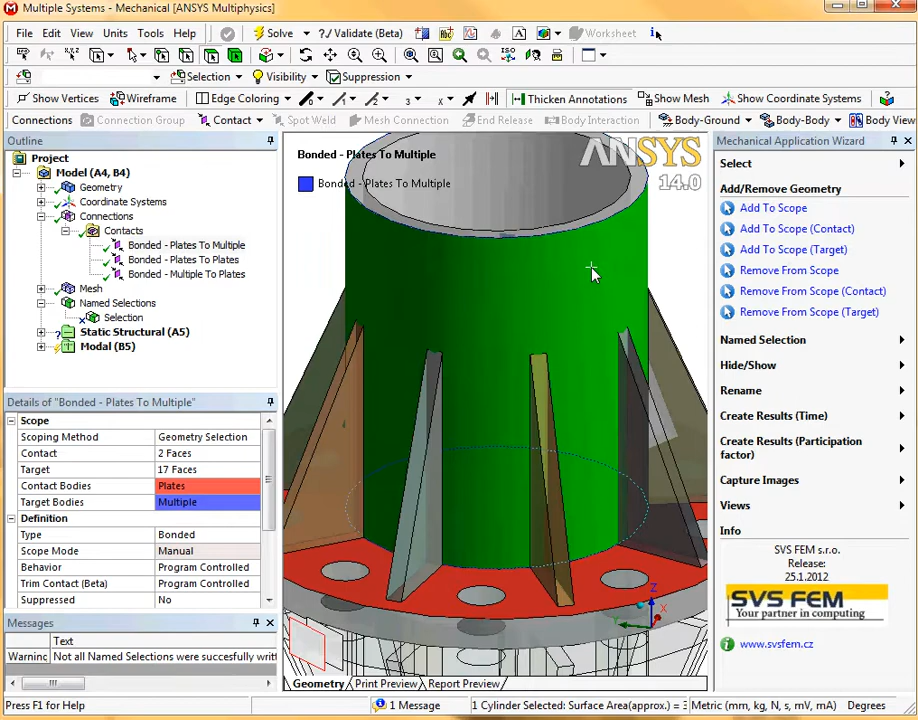 Multiple Systems - Mechanical [ANSYS Multiphysics]
File Edit View Units Tools Help Solve ?/ Validate (Beta) Worksheet
Selection Visibility Suppression
Show Vertices Wireframe Edge Coloring Thicken Annotations Show Mesh Show Coordinate Systems
Connections Connection Group Contact Spot Weld Mesh Connection End Release Body Interaction Body-Ground Body-Body Body View
Outline
Project
Model (A4, B4)
Geometry
Coordinate Systems
Connections
Contacts
Bonded - Plates To Multiple
Bonded - Plates To Plates
Bonded - Multiple To Plates
Mesh
Named Selections
Selection
Static Structural (A5)
Modal (B5)
Details of "Bonded - Plates To Multiple"
Scope
Scoping Method Geometry Selection
Contact 2 Faces
Target 17 Faces
Contact Bodies Plates
Target Bodies Multiple
Definition
Type Bonded
Scope Mode Manual
Behavior Program Controlled
Trim Contact (Beta) Program Controlled
Suppressed No
Messages
Text
Warning Not all Named Selections were succesfully writt
Bonded - Plates To Multiple
Bonded - Plates To Multiple
ANSYS
14.0
Z
X
Geometry Print Preview Report Preview
Mechanical Application Wizard
Select
Add/Remove Geometry
Add To Scope
Add To Scope (Contact)
Add To Scope (Target)
Remove From Scope
Remove From Scope (Contact)
Remove From Scope (Target)
Named Selection
Hide/Show
Rename
Create Results (Time)
Create Results (Participation
factor)
Capture Images
Views
Info
SVS FEM s.r.o.
Release:
25.1.2012
SVS FEM
Your partner in computing
www.svsfem.cz
Press F1 for Help 1 Message 1 Cylinder Selected: Surface Area(approx.) = Metric (mm, kg, N, s, mV, mA) Degrees